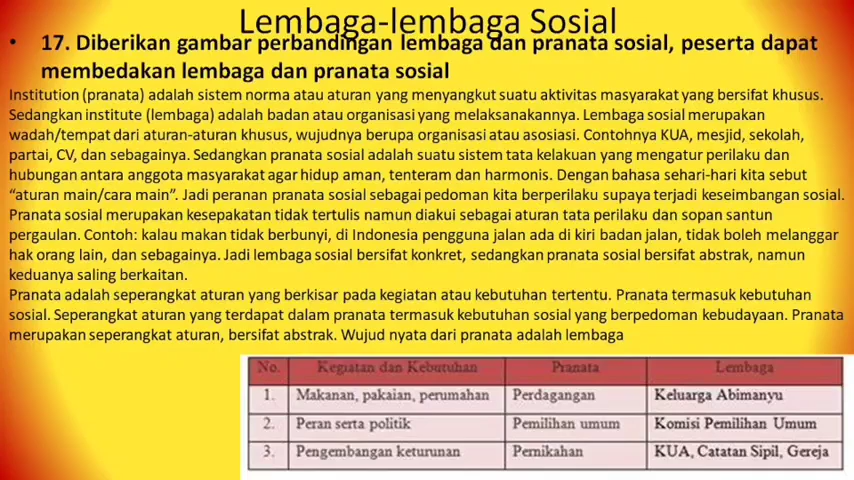 Lembaga-lembaga Sosial
• 17. Diberikan gambar perbandingan lembaga dan pranata sosial, peserta dapat
membedakan lembaga dan pranata sosial
Institution (pranata) adalah sistem norma atau aturan yang menyangkut suatu aktivitas masyarakat yang bersifat khusus.
Sedangkan institute (lembaga) adalah badan atau organisasi yang melaksanakannya. Lembaga sosial merupakan
wadah/tempat dari aturan-aturan khusus, wujudnya berupa organisasi atau asosiasi. Contohnya KUA, mesjid, sekolah,
partai, CV, dan sebagainya. Sedangkan pranata sosial adalah suatu sistem tata kelakuan yang mengatur perilaku dan
hubungan antara anggota masyarakat agar hidup aman, tenteram dan harmonis. Dengan bahasa sehari-hari kita sebut
“aturan main/cara main”. Jadi peranan pranata sosial sebagai pedoman kita berperilaku supaya terjadi keseimbangan sosial.
Pranata sosial merupakan kesepakatan tidak tertulis namun diakui sebagai aturan tata perilaku dan sopan santun
pergaulan. Contoh: kalau makan tidak berbunyi, di Indonesia pengguna jalan ada di kiri badan jalan, tidak boleh melanggar
hak orang lain, dan sebagainya. Jadi lembaga sosial bersifat konkret, sedangkan pranata sosial bersifat abstrak, namun
keduanya saling berkaitan.
Pranata adalah seperangkat aturan yang berkisar pada kegiatan atau kebutuhan tertentu. Pranata termasuk kebutuhan
sosial. Seperangkat aturan yang terdapat dalam pranata termasuk kebutuhan sosial yang berpedoman kebudayaan. Pranata
merupakan seperangkat aturan, bersifat abstrak. Wujud nyata dari pranata adalah lembaga
No. Kegiatan dan Kebutuhan Pranata Lembaga
1. Makanan, pakaian, perumahan Perdagangan Keluarga Abimanyu
2. Peran serta politik Pemilihan umum Komisi Pemilihan Umum
3. Pengembangan keturunan Pernikahan KUA, Catatan Sipil, Gereja